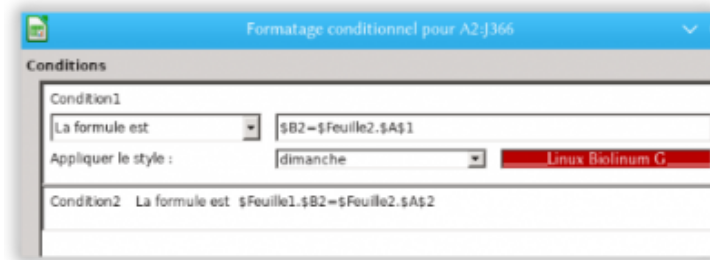 Formatage conditionnel pour A2:J366
Conditions
Condition1
La formule est $B2=$Feuille2.$A$1
Appliquer le style : dimanche Linux Biolinum G
Condition2 La formule est $Feuille1.$B2=$Feuille2.$A$2